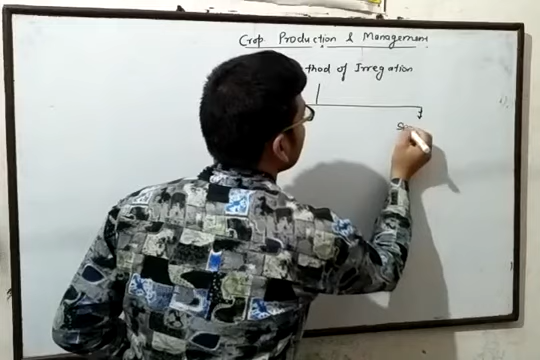 Crop Production & Management
thod of Irregation